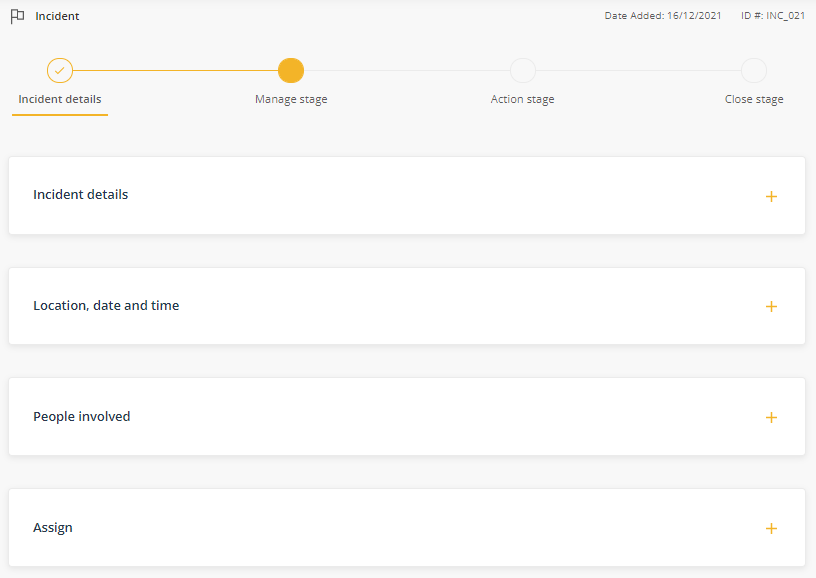 Incident Date Added: 16/12/2021 ID #: INC_021
Incident details Manage stage Action stage Close stage
Incident details
Location, date and time
People involved
Assign